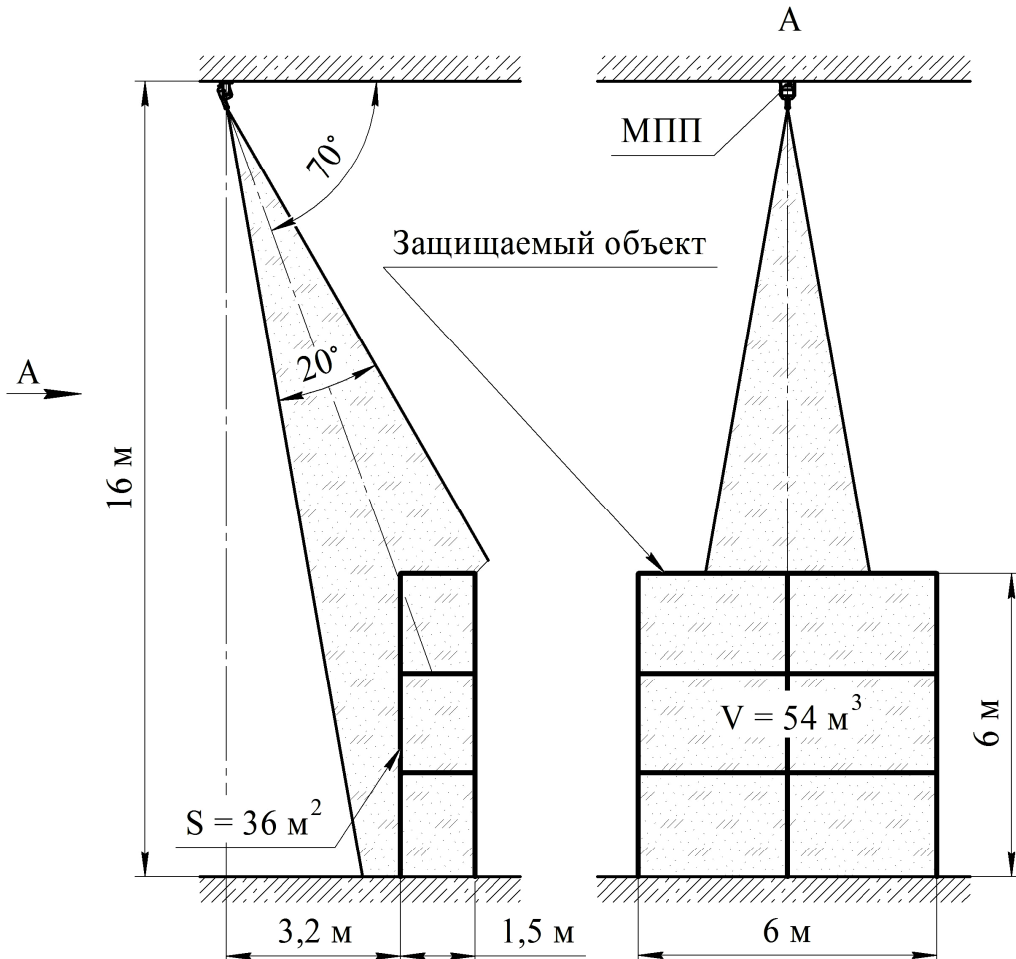 А
МПП
70°
Защищаемый объект
20°
А
16 м
V = 54 м³
6 м
S = 36 м²
3,2 м
1,5 м
6 м